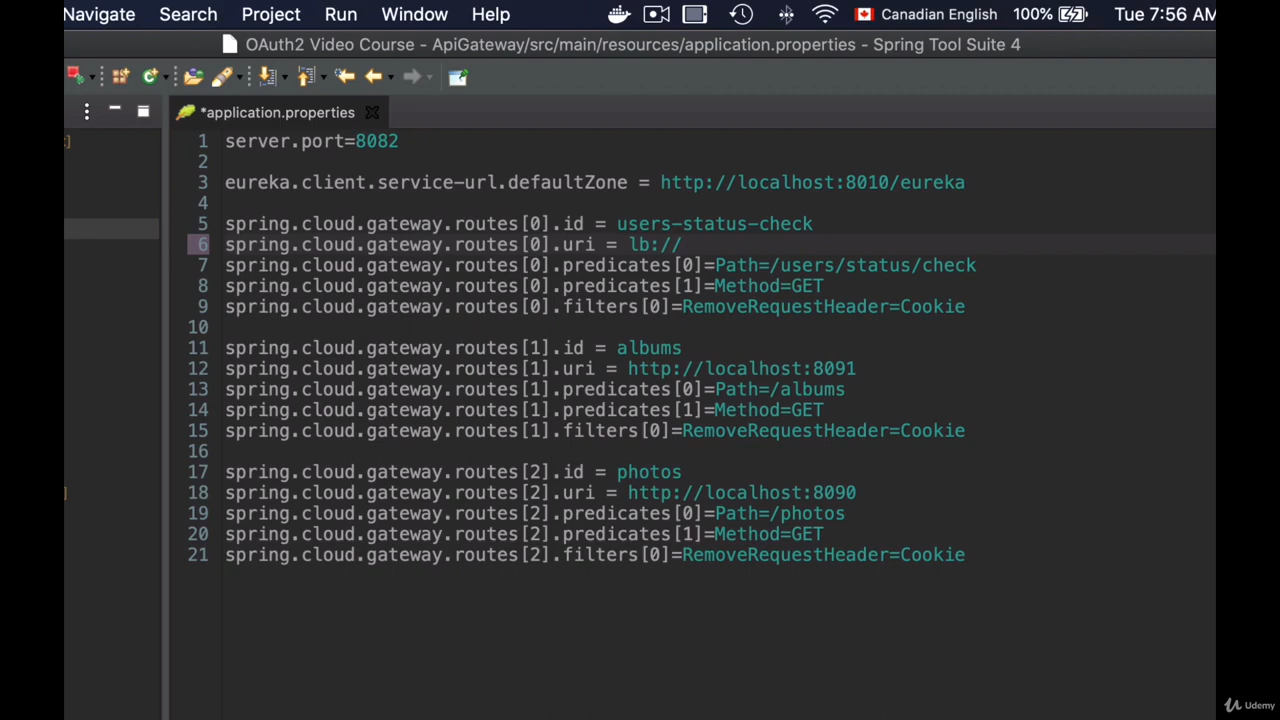 Navigate Search Project Run Window Help Canadian English 100% Tue 7:56 AM
OAuth2 Video Course - ApiGateway/src/main/resources/application.properties - Spring Tool Suite 4
*application.properties
1 server.port=8082
2
3 eureka.client.service-url.defaultZone = http://localhost:8010/eureka
4
5 spring.cloud.gateway.routes[0].id = users-status-check
6 spring.cloud.gateway.routes[0].uri = lb://
7 spring.cloud.gateway.routes[0].predicates[0]=Path=/users/status/check
8 spring.cloud.gateway.routes[0].predicates[1]=Method=GET
9 spring.cloud.gateway.routes[0].filters[0]=RemoveRequestHeader=Cookie
10
11 spring.cloud.gateway.routes[1].id = albums
12 spring.cloud.gateway.routes[1].uri = http://localhost:8091
13 spring.cloud.gateway.routes[1].predicates[0]=Path=/albums
14 spring.cloud.gateway.routes[1].predicates[1]=Method=GET
15 spring.cloud.gateway.routes[1].filters[0]=RemoveRequestHeader=Cookie
16
17 spring.cloud.gateway.routes[2].id = photos
18 spring.cloud.gateway.routes[2].uri = http://localhost:8090
19 spring.cloud.gateway.routes[2].predicates[0]=Path=/photos
20 spring.cloud.gateway.routes[2].predicates[1]=Method=GET
21 spring.cloud.gateway.routes[2].filters[0]=RemoveRequestHeader=Cookie
Udemy